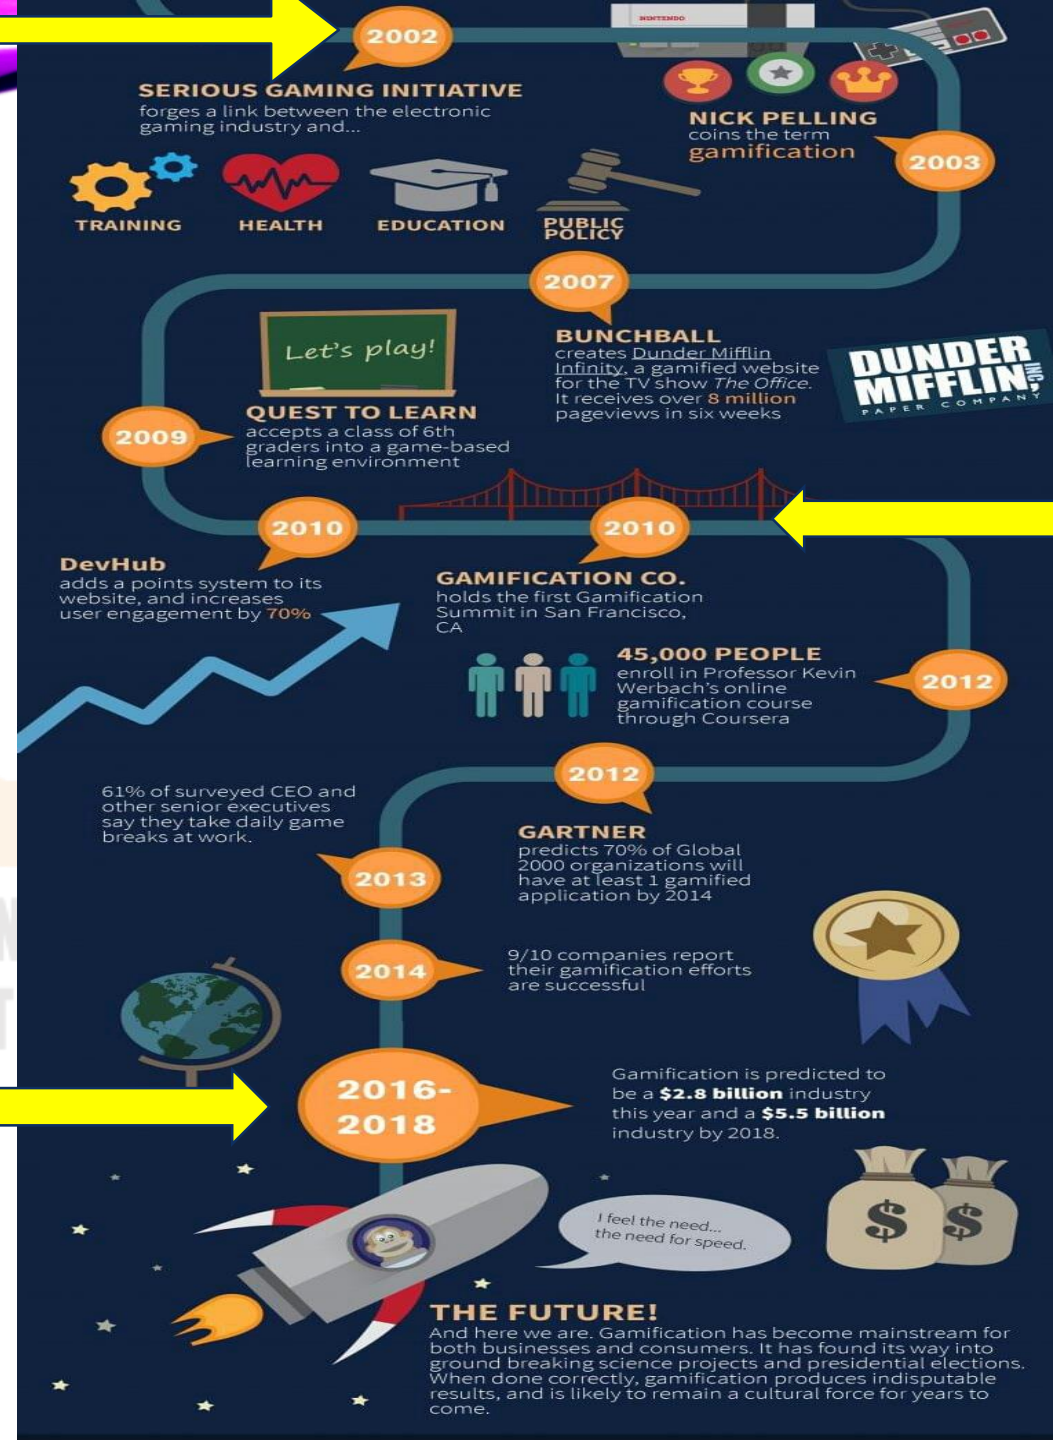 2002
NINTENDO
SERIOUS GAMING INITIATIVE
forges a link between the electronic
gaming industry and...
NICK PELLING
coins the term
gamification
2003
TRAINING
HEALTH
EDUCATION
PUBLIC
POLICY
2007
BUNCHBALL
creates Dunder Mifflin
Infinity, a gamified website
for the TV show The Office.
It receives over 8 million
pageviews in six weeks
DUNDER
MIFFLIN, INC
PAPER COMPANY
Let's play!
QUEST TO LEARN
accepts a class of 6th
graders into a game-based
learning environment
2009
2010
DevHub
adds a points system to its
website, and increases
user engagement by 70%
2010
GAMIFICATION CO.
holds the first Gamification
Summit in San Francisco,
CA
45,000 PEOPLE
enroll in Professor Kevin
Werbach's online
gamification course
through Coursera
2012
2012
GARTNER
predicts 70% of Global
2000 organizations will
have at least 1 gamified
application by 2014
61% of surveyed CEO and
other senior executives
say they take daily game
breaks at work.
2013
2014
9/10 companies report
their gamification efforts
are successful
2016-
2018
Gamification is predicted to
be a $2.8 billion industry
this year and a $5.5 billion
industry by 2018.
$
$
I feel the need...
the need for speed.
THE FUTURE!
And here we are. Gamification has become mainstream for
both businesses and consumers. It has found its way into
ground breaking science projects and presidential elections.
When done correctly, gamification produces indisputable
results, and is likely to remain a cultural force for years to
come.